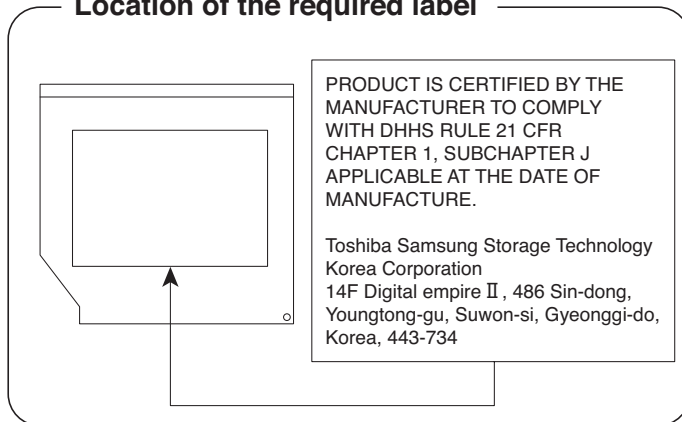 Location of the required label
PRODUCT IS CERTIFIED BY THE
MANUFACTURER TO COMPLY
WITH DHHS RULE 21 CFR
CHAPTER 1, SUBCHAPTER J
APPLICABLE AT THE DATE OF
MANUFACTURE.
Toshiba Samsung Storage Technology
Korea Corporation
14F Digital empire Ⅱ , 486 Sin-dong,
Youngtong-gu, Suwon-si, Gyeonggi-do,
Korea, 443-734